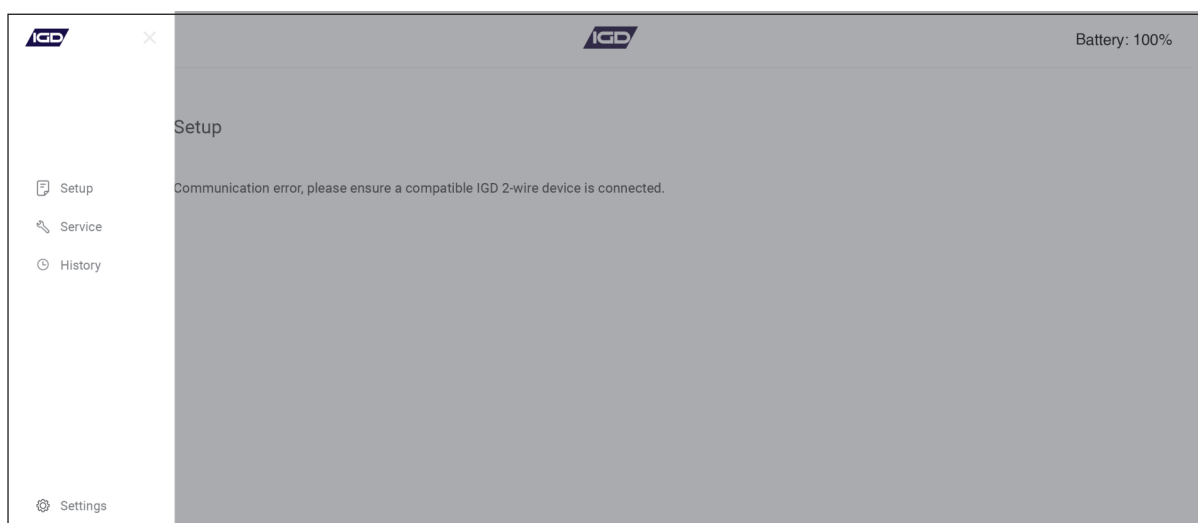 IGD
IGD
Battery: 100%
Setup
Communication error, please ensure a compatible IGD 2-wire device is connected.
Setup
Service
History
Settings